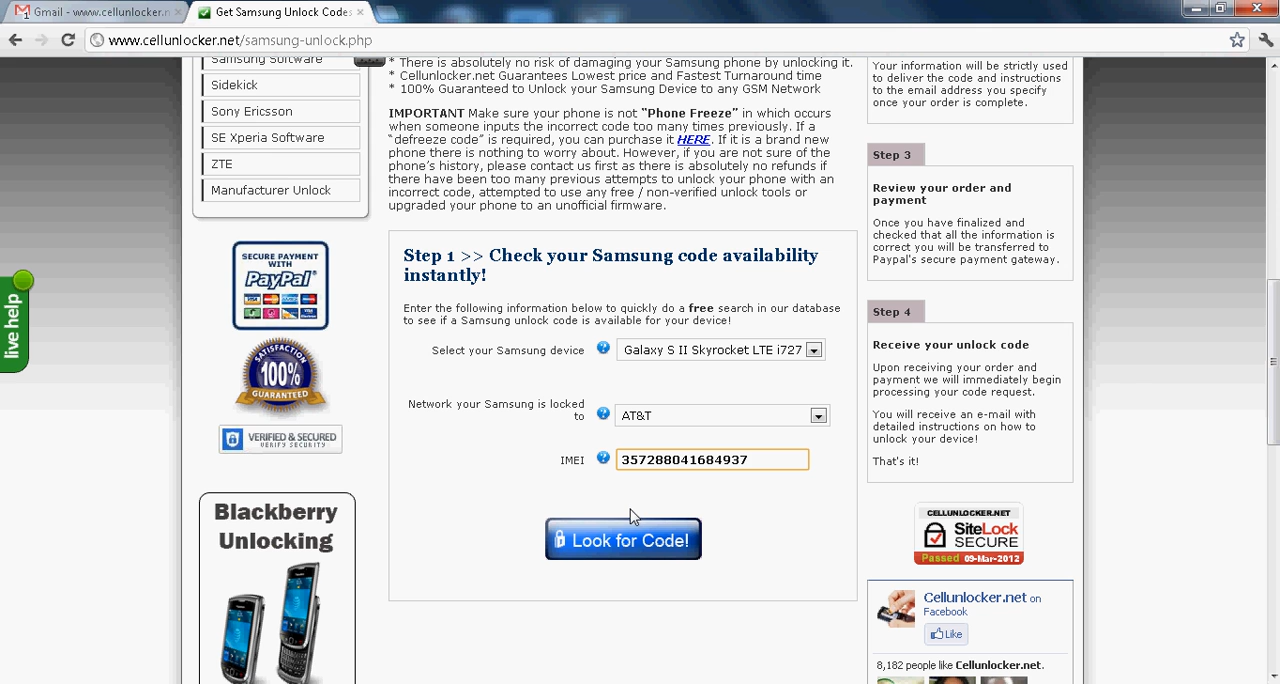 Gmail - www.cellunlocker.n
Get Samsung Unlock Codes
www.cellunlocker.net/samsung-unlock.php
Samsung Software
Sidekick
Sony Ericsson
SE Xperia Software
ZTE
Manufacturer Unlock
SECURE PAYMENT
WITH
PayPal
VISA
SATISFACTION
100%
GUARANTEED
VERIFIED & SECURED
VERIFY SECURITY
Blackberry
Unlocking
live help
* There is absolutely no risk of damaging your Samsung phone by unlocking it.
* Cellunlocker.net Guarantees Lowest price and Fastest Turnaround time
* 100% Guaranteed to Unlock your Samsung Device to any GSM Network
IMPORTANT Make sure your phone is not “Phone Freeze” in which occurs
when someone inputs the incorrect code too many times previously. If a
“defreeze code” is required, you can purchase it HERE. If it is a brand new
phone there is nothing to worry about. However, if you are not sure of the
phone’s history, please contact us first as there is absolutely no refunds if
there have been too many previous attempts to unlock your phone with an
incorrect code, attempted to use any free / non-verified unlock tools or
upgraded your phone to an unofficial firmware.
Step 1 >> Check your Samsung code availability
instantly!
Enter the following information below to quickly do a free search in our database
to see if a Samsung unlock code is available for your device!
Select your Samsung device
Galaxy S II Skyrocket LTE i727
Network your Samsung is locked
to
AT&T
IMEI
357288041684937
Look for Code!
Your information will be strictly used
to deliver the code and instructions
to the email address you specify
once your order is complete.
Step 3
Review your order and
payment
Once you have finalized and
checked that all the information is
correct you will be transferred to
Paypal's secure payment gateway.
Step 4
Receive your unlock code
Upon receiving your order and
payment we will immediately begin
processing your code request.
You will receive an e-mail with
detailed instructions on how to
unlock your device!
That's it!
CELLUNLOCKER.NET
SiteLock
SECURE
Passed 09-Mar-2012
Cellunlocker.net on
Facebook
Like
8,182 people like Cellunlocker.net.